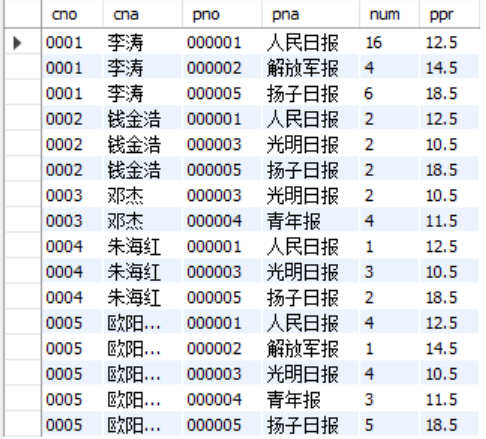 cno cna pno pna num ppr
0001 李涛 000001 人民日报 16 12.5
0001 李涛 000002 解放军报 4 14.5
0001 李涛 000005 扬子日报 6 18.5
0002 钱金浩 000001 人民日报 2 12.5
0002 钱金浩 000003 光明日报 2 10.5
0002 钱金浩 000005 扬子日报 2 18.5
0003 邓杰 000003 光明日报 2 10.5
0003 邓杰 000004 青年报 4 11.5
0004 朱海红 000001 人民日报 1 12.5
0004 朱海红 000003 光明日报 3 10.5
0004 朱海红 000005 扬子日报 2 18.5
0005 欧阳... 000001 人民日报 4 12.5
0005 欧阳... 000002 解放军报 1 14.5
0005 欧阳... 000003 光明日报 4 10.5
0005 欧阳... 000004 青年报 3 11.5
0005 欧阳... 000005 扬子日报 5 18.5